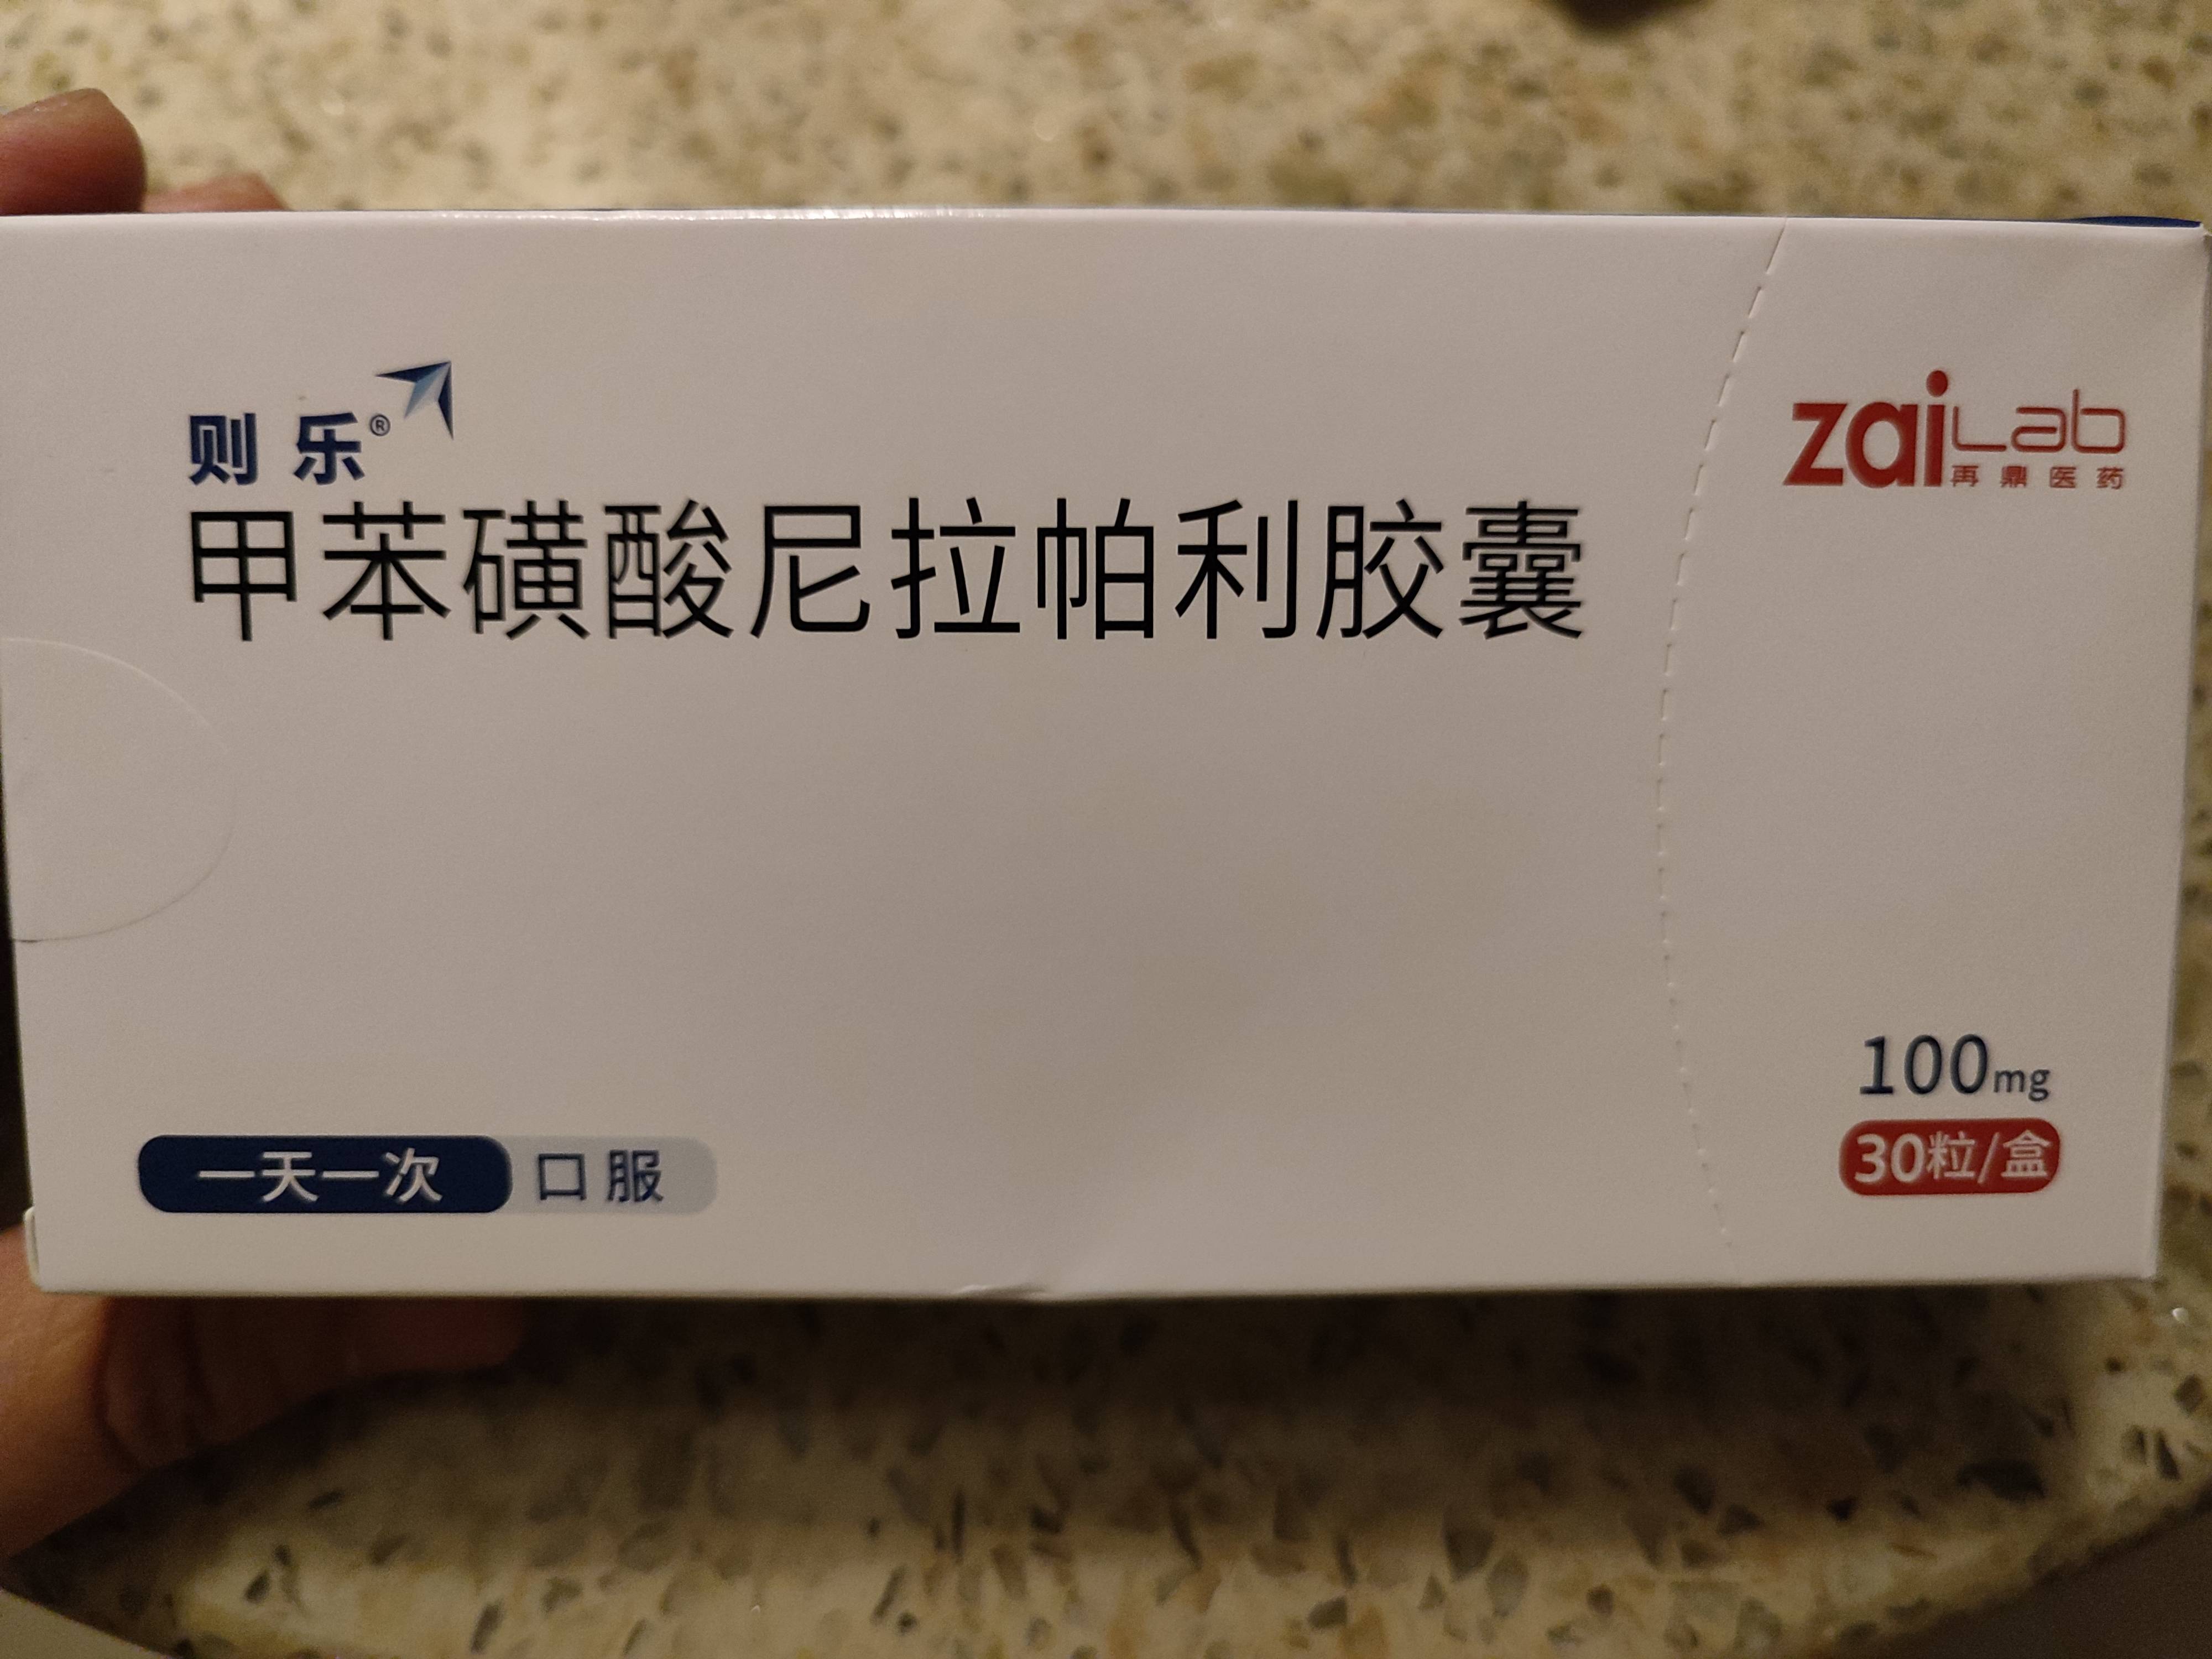 则乐®
zaiLab
再鼎医药
甲苯磺酸尼拉帕利胶囊
100mg
一天一次 口服
30粒/盒